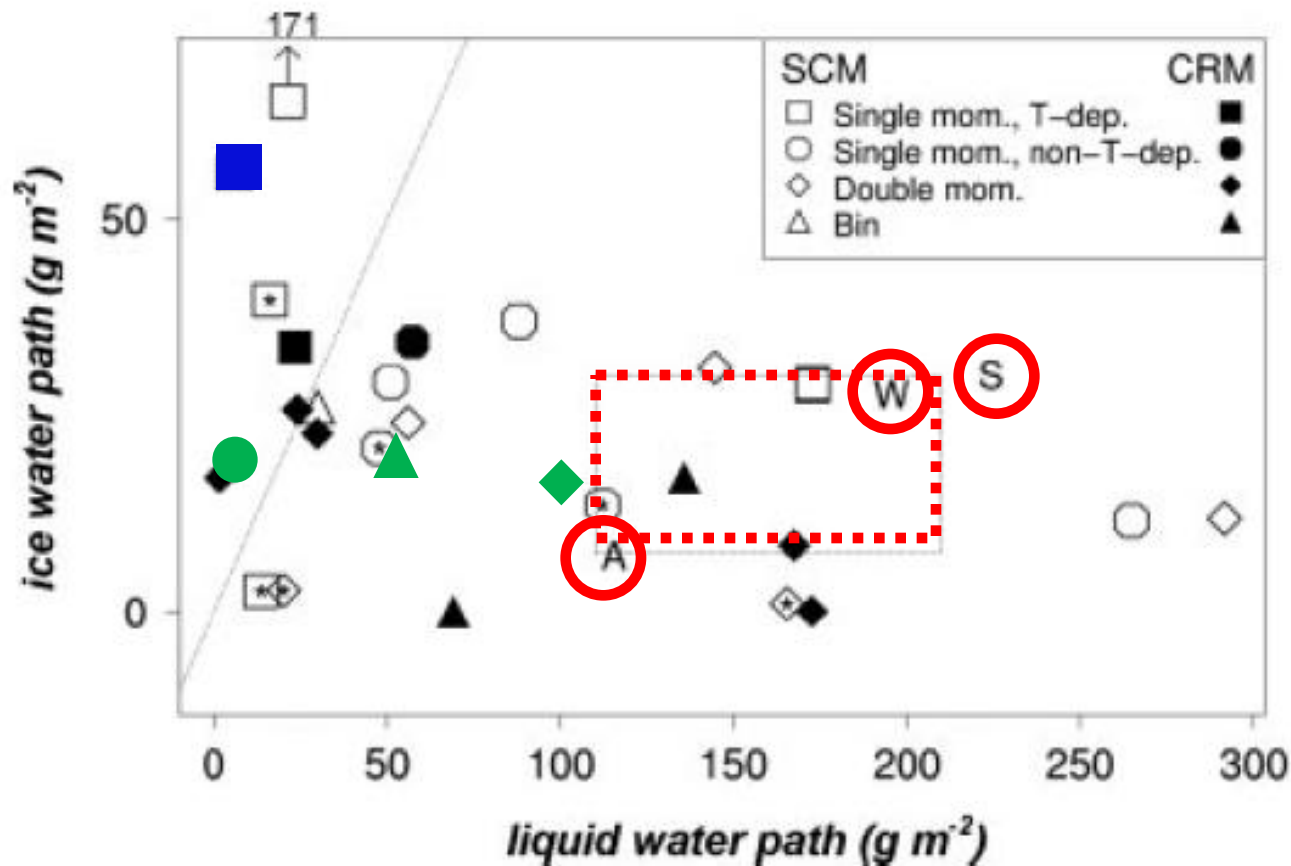 171
SCM CRM
Single mom., T-dep.
Single mom., non-T-dep.
Double mom.
Bin
ice water path (g m-2)
50
0
W
S
A
0 50 100 150 200 250 300
liquid water path (g m-2)